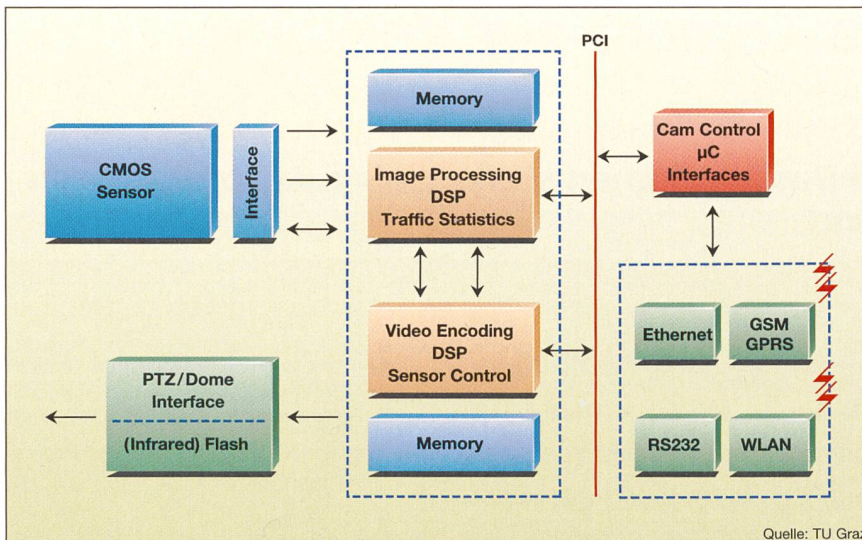 PCI
Memory
CMOS
Sensor
Interface
Image Processing
DSP
Traffic Statistics
Cam Control
µC
Interfaces
Video Encoding
DSP
Sensor Control
Ethernet
GSM
GPRS
PTZ/Dome
Interface
(Infrared) Flash
Memory
RS232
WLAN
Quelle: TU Graz